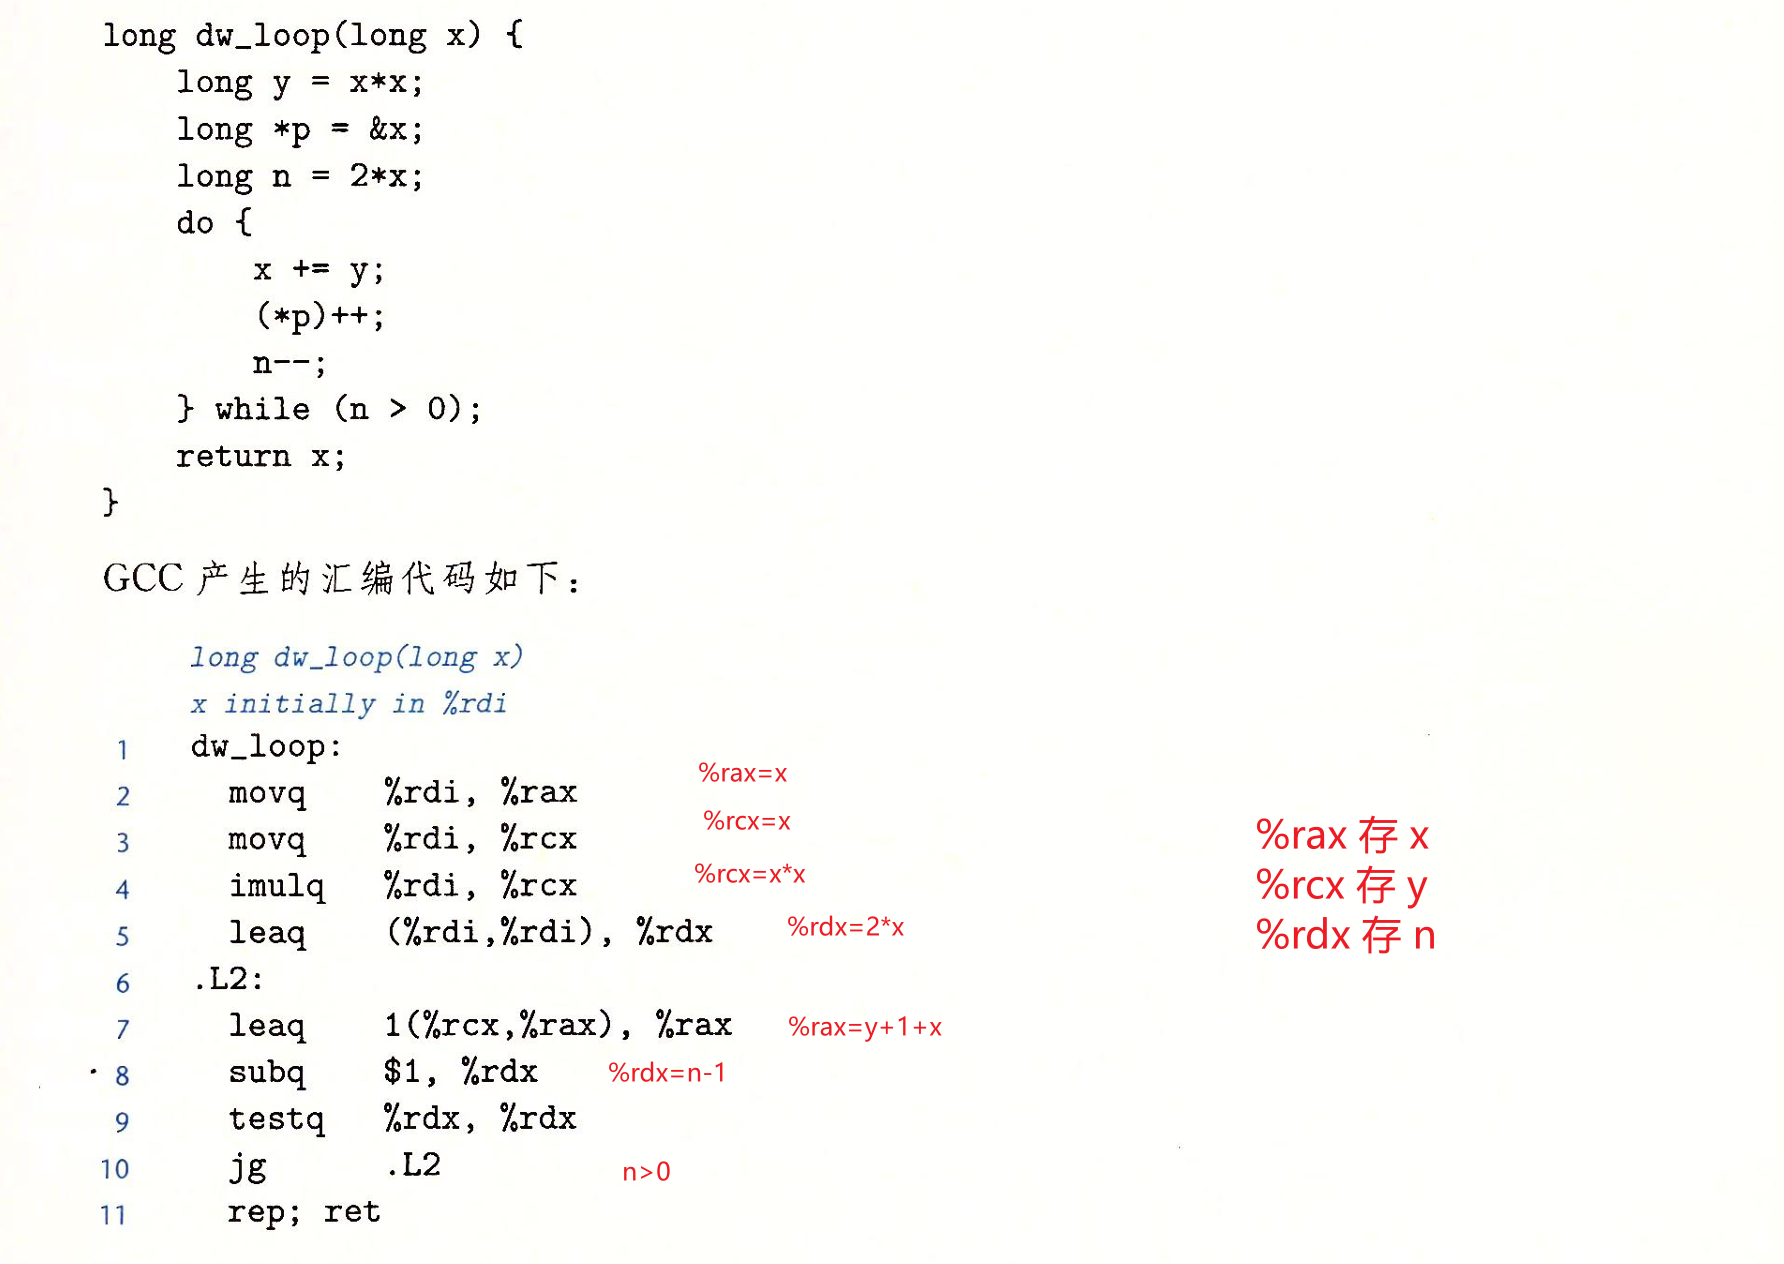 long dw_loop(long x) {
    long y = x*x;
    long *p = &x;
    long n = 2*x;
    do {
        x += y;
        (*p)++;
        n--;
    } while (n > 0);
    return x;
}
GCC 产生的汇编代码如下：
long dw_loop(long x)
x initially in %rdi
1 dw_loop:
2 movq %rdi, %rax %rax=x
3 movq %rdi, %rcx %rcx=x %rax 存 x
4 imulq %rdi, %rcx %rcx=x*x %rcx 存 y
5 leaq (%rdi,%rdi), %rdx %rdx=2*x %rdx 存 n
6 .L2:
7 leaq 1(%rcx,%rax), %rax %rax=y+1+x
8 subq $1, %rdx %rdx=n-1
9 testq %rdx, %rdx
10 jg .L2 n>0
11 rep; ret